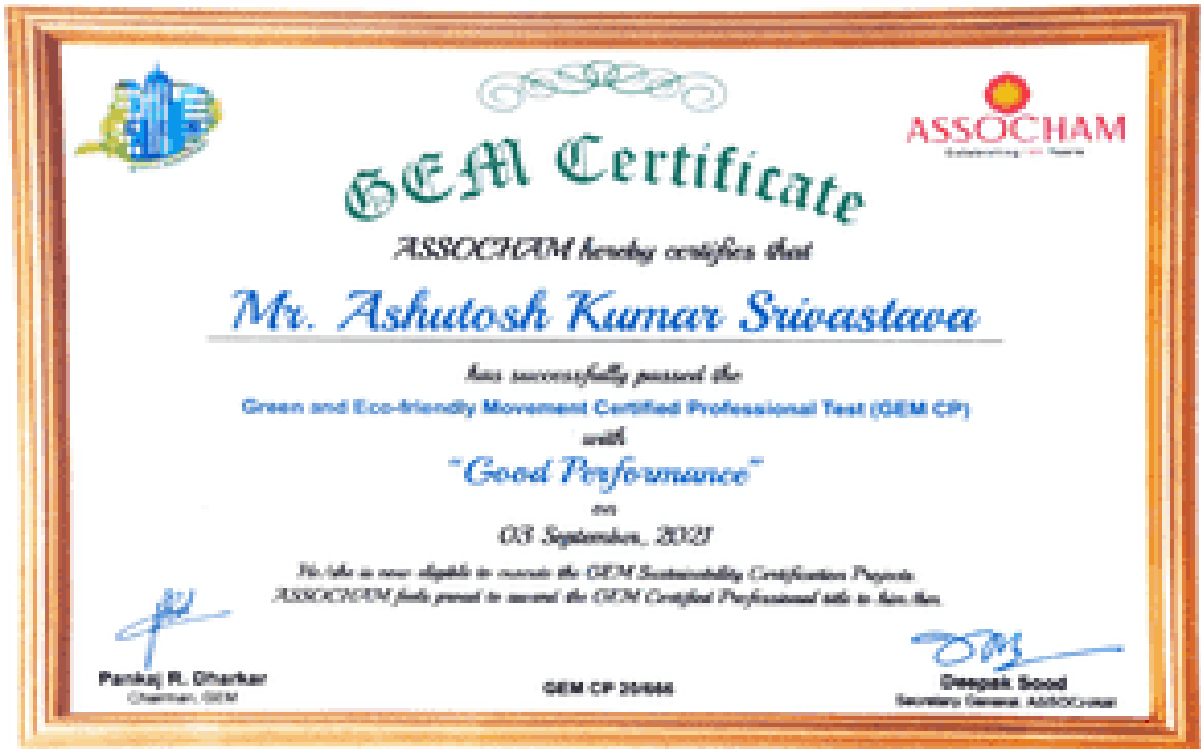 ASSOCHAM
GEM Certificate
ASSOCHAM hereby certifies that
Mr. Ashutosh Kumar Srivastava
has successfully passed the
Green and Eco-friendly Movement Certified Professional Test (GEM CP)
with
"Good Performance"
on
03 September, 2021
He/she is now eligible to execute the GEM Sustainability Certification Projects
ASSOCHAM feels proud to award the GEM Certified Professional title to him/her.
Pankaj R. Dharkar
Chairman, GEM
GEM CP
Deepak Sood
Secretary General, ASSOCHAM